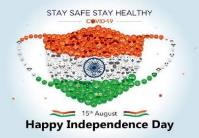 STAY SAFE STAY HEALTHY
COVID-19
15th August
Happy Independence Day